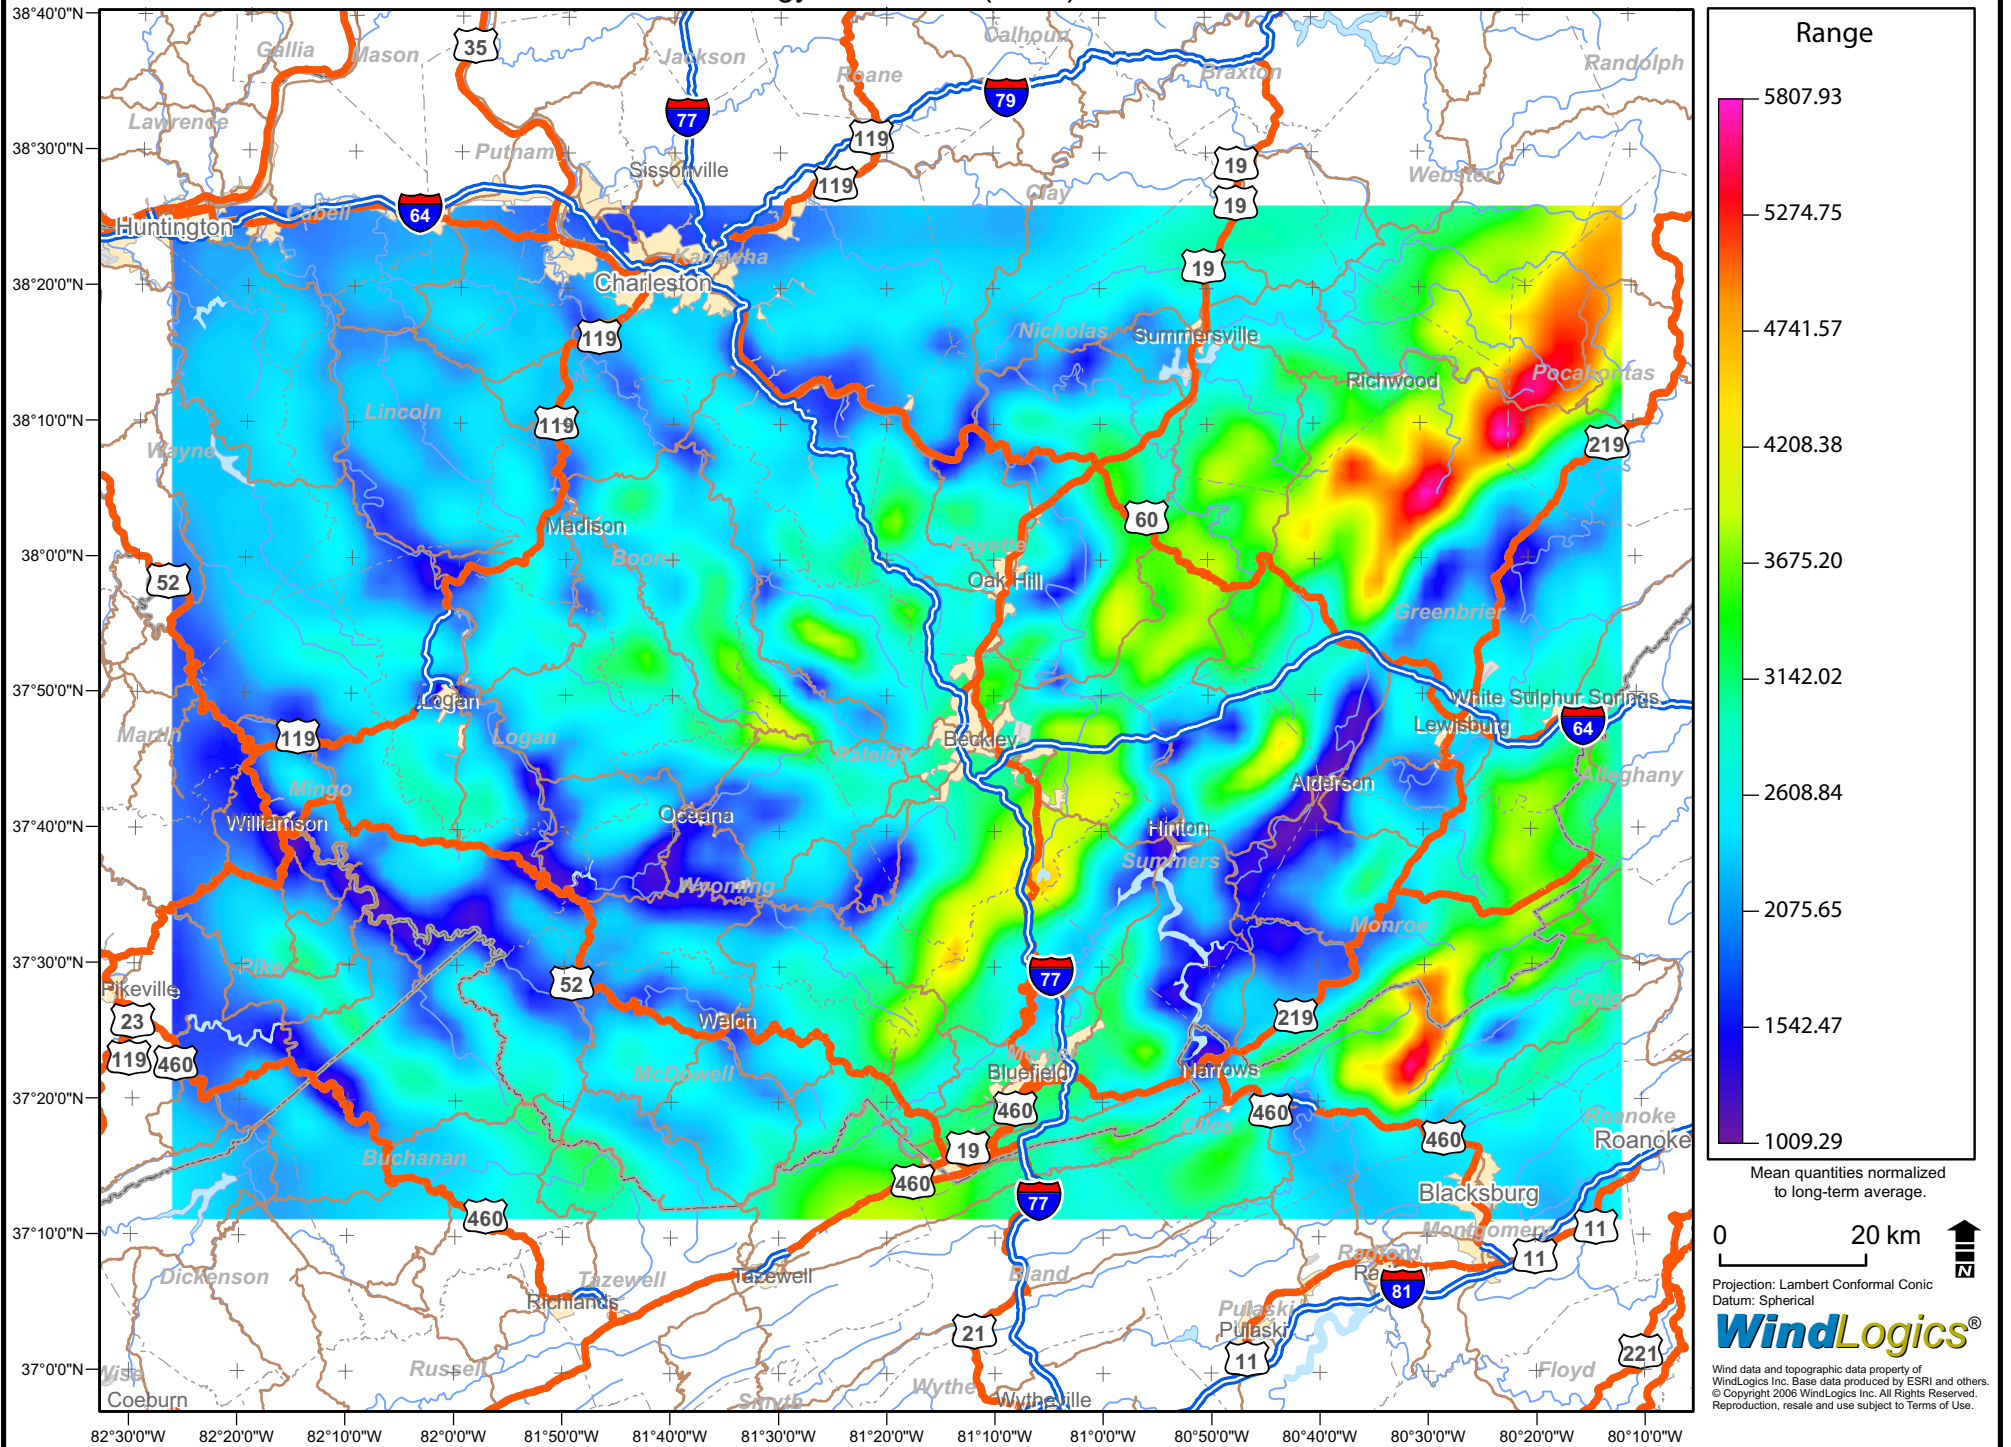 38°40'0"N
38°30'0"N
38°20'0"N
38°10'0"N
38°0'0"N
37°50'0"N
37°40'0"N
37°30'0"N
37°20'0"N
37°10'0"N
37°0'0"N
Gallia
Mason
35
Jackson
Roane
Calhoun
Braxton
Randolph
Lawrence
Putnam
77
79
119
Sissonville
119
Clay
19
19
Webster
Huntington
Cabell
64
Kanawha
Charleston
19
119
Nicholas
Summersville
Richwood
Pocahontas
Lincoln
119
Wayne
219
Madison
Boone
60
Fayette
Oak Hill
52
Greenbrier
Logan
White Sulphur Springs
Lewisburg
64
Martin
119
Logan
Beckley
Raleigh
Alleghany
Alderson
Mingo
Williamson
Oceana
Hinton
Summers
Wyoming
Monroe
Pike
Pikeville
52
77
Craig
23
Welch
219
119
460
Mercer
McDowell
Bluefield
Narrows
460
460
Giles
460
Roanoke
Roanoke
Buchanan
19
460
77
Blacksburg
460
Montgomery
11
11
Dickenson
Tazewell
Tazewell
Richlands
Bland
Radford
81
Pulaski
Pulaski
21
11
221
Wise
Russell
Coeburn
Smyth
Wythe
Wytheville
Floyd
82°30'0"W
82°20'0"W
82°10'0"W
82°0'0"W
81°50'0"W
81°40'0"W
81°30'0"W
81°20'0"W
81°10'0"W
81°0'0"W
80°50'0"W
80°40'0"W
80°30'0"W
80°20'0"W
80°10'0"W
Range
5807.93
5274.75
4741.57
4208.38
3675.20
3142.02
2608.84
2075.65
1542.47
1009.29
Mean quantities normalized
to long-term average.
0 20 km
N
Projection: Lambert Conformal Conic
Datum: Spherical
WindLogics®
Wind data and topographic data property of
WindLogics Inc. Base data produced by ESRI and others.
© Copyright 2006 WindLogics Inc. All Rights Reserved.
Reproduction, resale and use subject to Terms of Use.